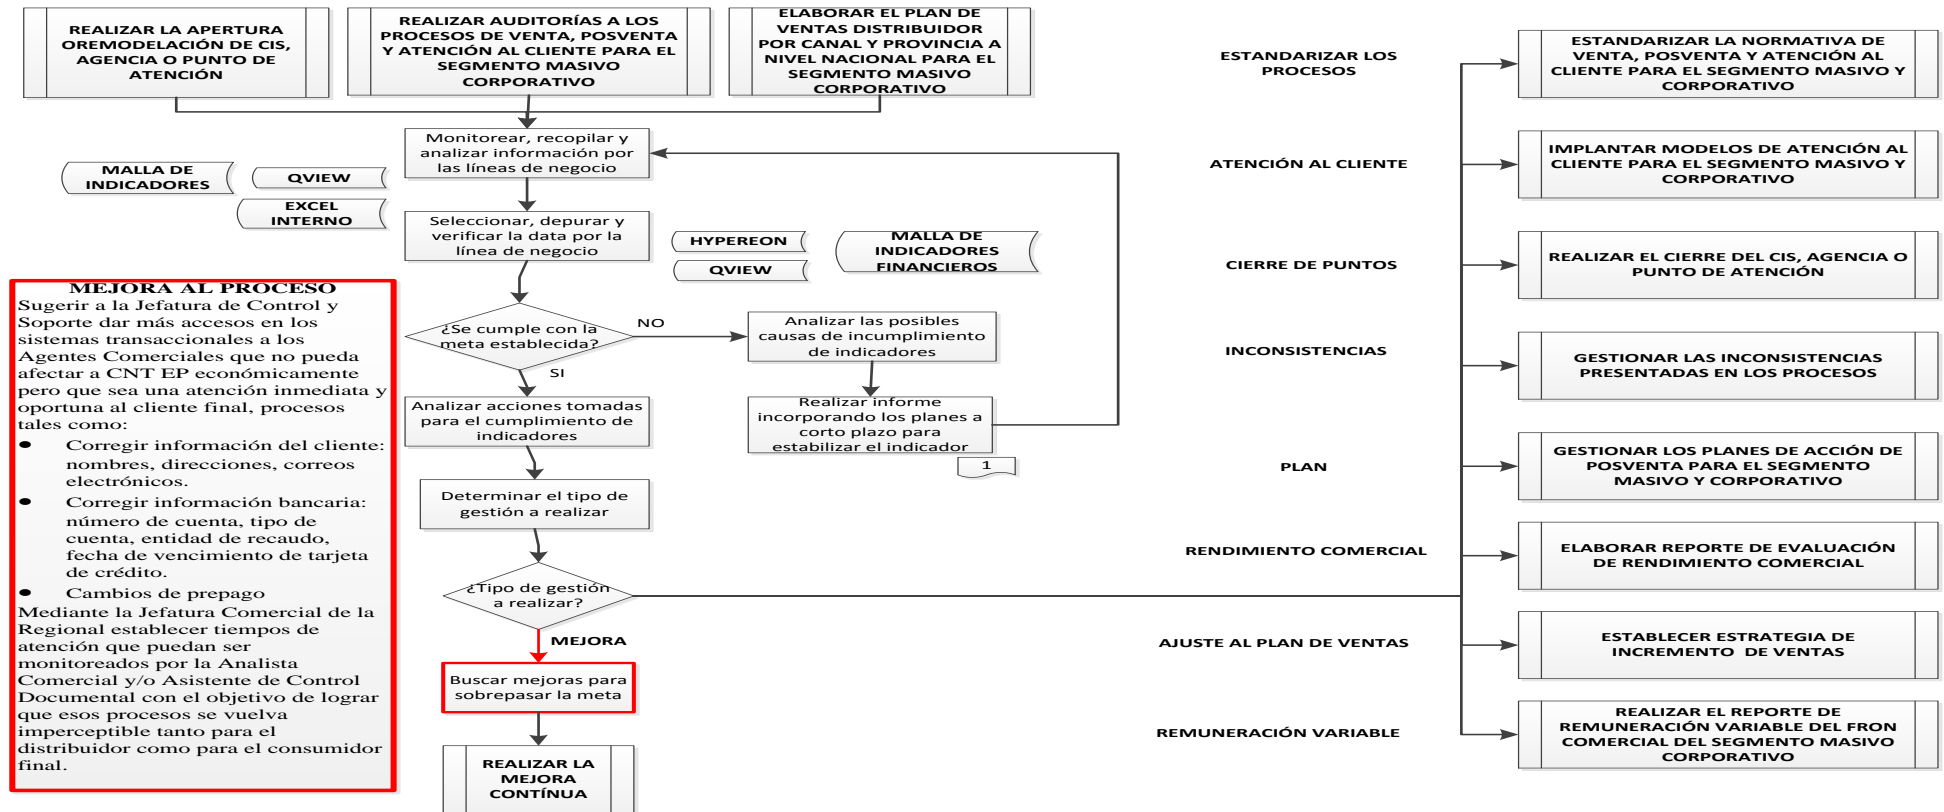 REALIZAR LA APERTURA
OREMODELACIÓN DE CIS,
AGENCIA O PUNTO DE
ATENCIÓN
REALIZAR AUDITORÍAS A LOS
PROCESOS DE VENTA, POSVENTA
Y ATENCIÓN AL CLIENTE PARA EL
SEGMENTO MASIVO
CORPORATIVO
ELABORAR EL PLAN DE
VENTAS DISTRIBUIDOR
POR CANAL Y PROVINCIA A
NIVEL NACIONAL PARA EL
SEGMENTO MASIVO
CORPORATIVO
Monitorear, recopilar y
analizar información por
las líneas de negocio
MALLA DE
INDICADORES
QVIEW
EXCEL
INTERNO
Seleccionar, depurar y
verificar la data por la
línea de negocio
HYPEREON
QVIEW
MALLA DE
INDICADORES
FINANCIEROS
¿Se cumple con la
meta establecida?
NO
SI
Analizar las posibles
causas de incumplimiento
de indicadores
Realizar informe
incorporando los planes a
corto plazo para
estabilizar el indicador
1
Analizar acciones tomadas
para el cumplimiento de
indicadores
Determinar el tipo de
gestión a realizar
¿Tipo de gestión
a realizar?
MEJORA
Buscar mejoras para
sobrepasar la meta
REALIZAR LA
MEJORA
CONTÍNUA
MEJORA AL PROCESO
Sugerir a la Jefatura de Control y
Soporte dar más accesos en los
sistemas transaccionales a los
Agentes Comerciales que no pueda
afectar a CNT EP económicamente
pero que sea una atención inmediata y
oportuna al cliente final, procesos
tales como:
● Corregir información del cliente:
nombres, direcciones, correos
electrónicos.
● Corregir información bancaria:
número de cuenta, tipo de
cuenta, entidad de recaudo,
fecha de vencimiento de tarjeta
de crédito.
● Cambios de prepago
Mediante la Jefatura Comercial de la
Regional establecer tiempos de
atención que puedan ser
monitoreados por la Analista
Comercial y/o Asistente de Control
Documental con el objetivo de lograr
que esos procesos se vuelva
imperceptible tanto para el
distribuidor como para el consumidor
final.
ESTANDARIZAR LOS
PROCESOS
ESTANDARIZAR LA NORMATIVA DE
VENTA, POSVENTA Y ATENCIÓN AL
CLIENTE PARA EL SEGMENTO MASIVO Y
CORPORATIVO
ATENCIÓN AL CLIENTE
IMPLANTAR MODELOS DE ATENCIÓN AL
CLIENTE PARA EL SEGMENTO MASIVO Y
CORPORATIVO
CIERRE DE PUNTOS
REALIZAR EL CIERRE DEL CIS, AGENCIA O
PUNTO DE ATENCIÓN
INCONSISTENCIAS
GESTIONAR LAS INCONSISTENCIAS
PRESENTADAS EN LOS PROCESOS
PLAN
GESTIONAR LOS PLANES DE ACCIÓN DE
POSVENTA PARA EL SEGMENTO
MASIVO Y CORPORATIVO
RENDIMIENTO COMERCIAL
ELABORAR REPORTE DE EVALUACIÓN
DE RENDIMIENTO COMERCIAL
AJUSTE AL PLAN DE VENTAS
ESTABLECER ESTRATEGIA DE
INCREMENTO DE VENTAS
REMUNERACIÓN VARIABLE
REALIZAR EL REPORTE DE
REMUNERACIÓN VARIABLE DEL FRON
COMERCIAL DEL SEGMENTO MASIVO
CORPORATIVO